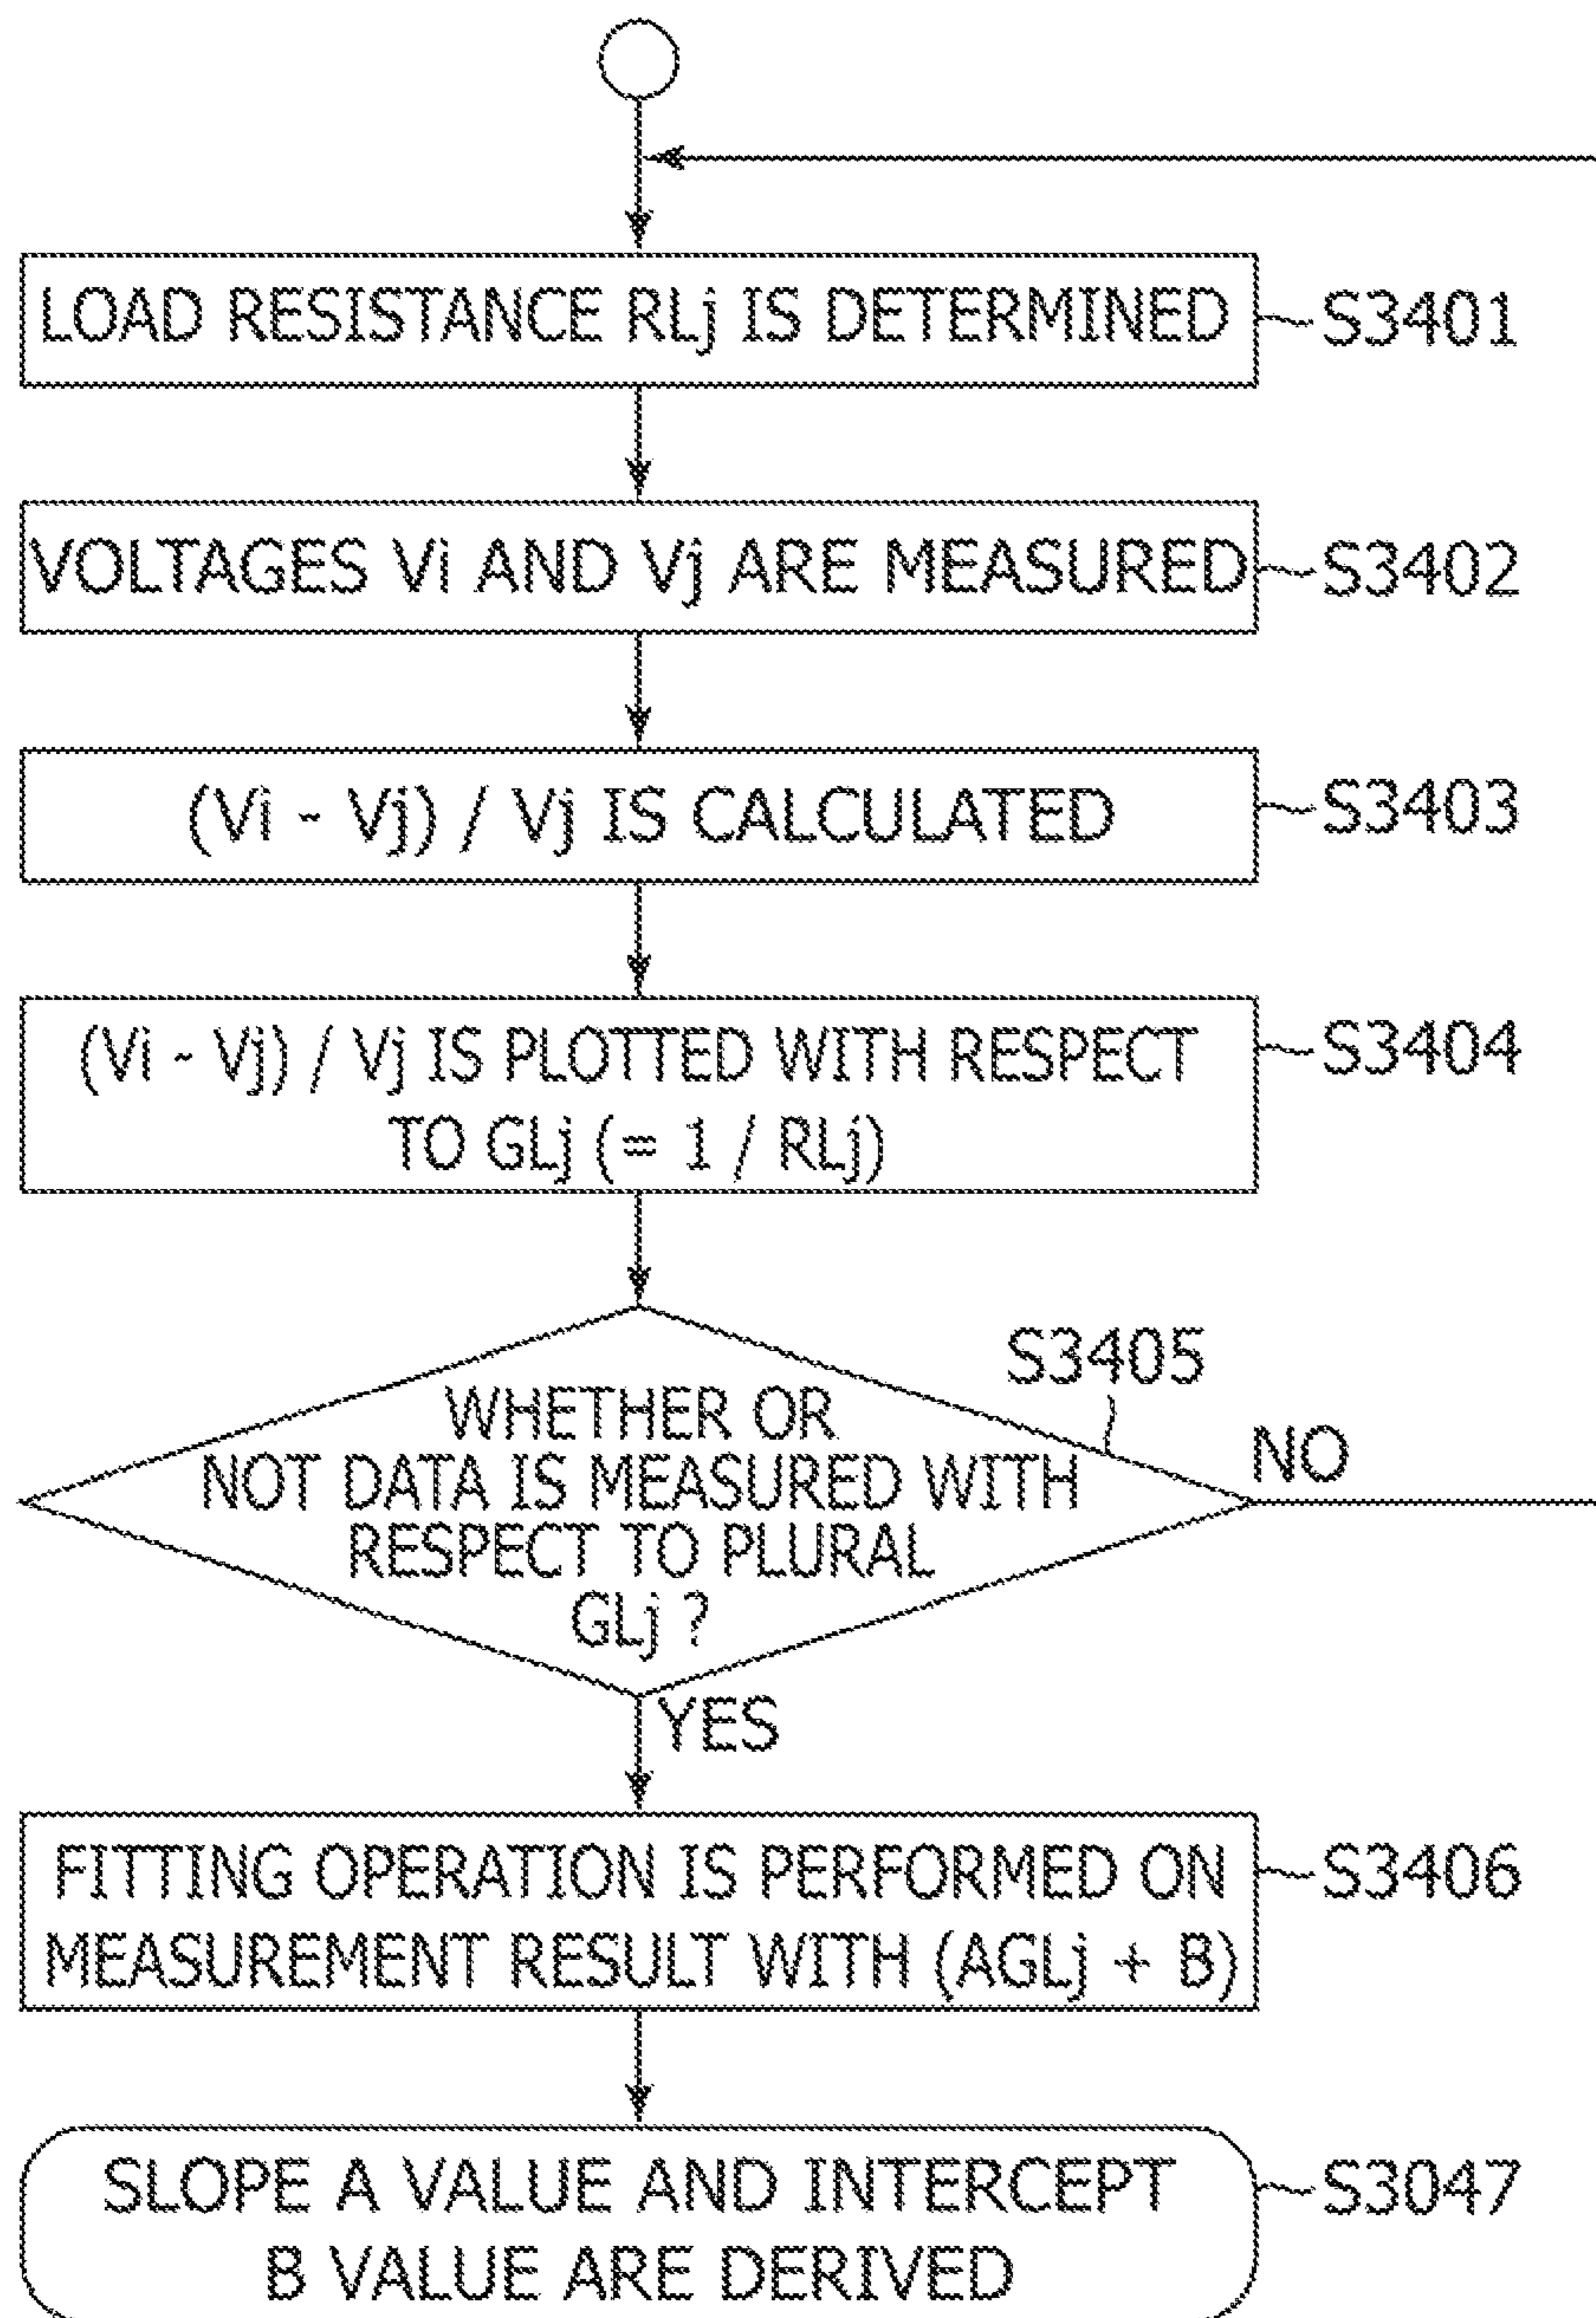 LOAD RESISTANCE RLj IS DETERMINED
S3401
VOLTAGES Vi AND Vj ARE MEASURED
S3402
(Vi - Vj) / Vj IS CALCULATED
S3403
(Vi - Vj) / Vj IS PLOTTED WITH RESPECT
TO GLj (= 1 / RLj)
S3404
S3405
WHETHER OR
NOT DATA IS MEASURED WITH
RESPECT TO PLURAL
GLj ?
NO
YES
FITTING OPERATION IS PERFORMED ON
MEASUREMENT RESULT WITH (AGLj + B)
S3406
SLOPE A VALUE AND INTERCEPT
B VALUE ARE DERIVED
S3047